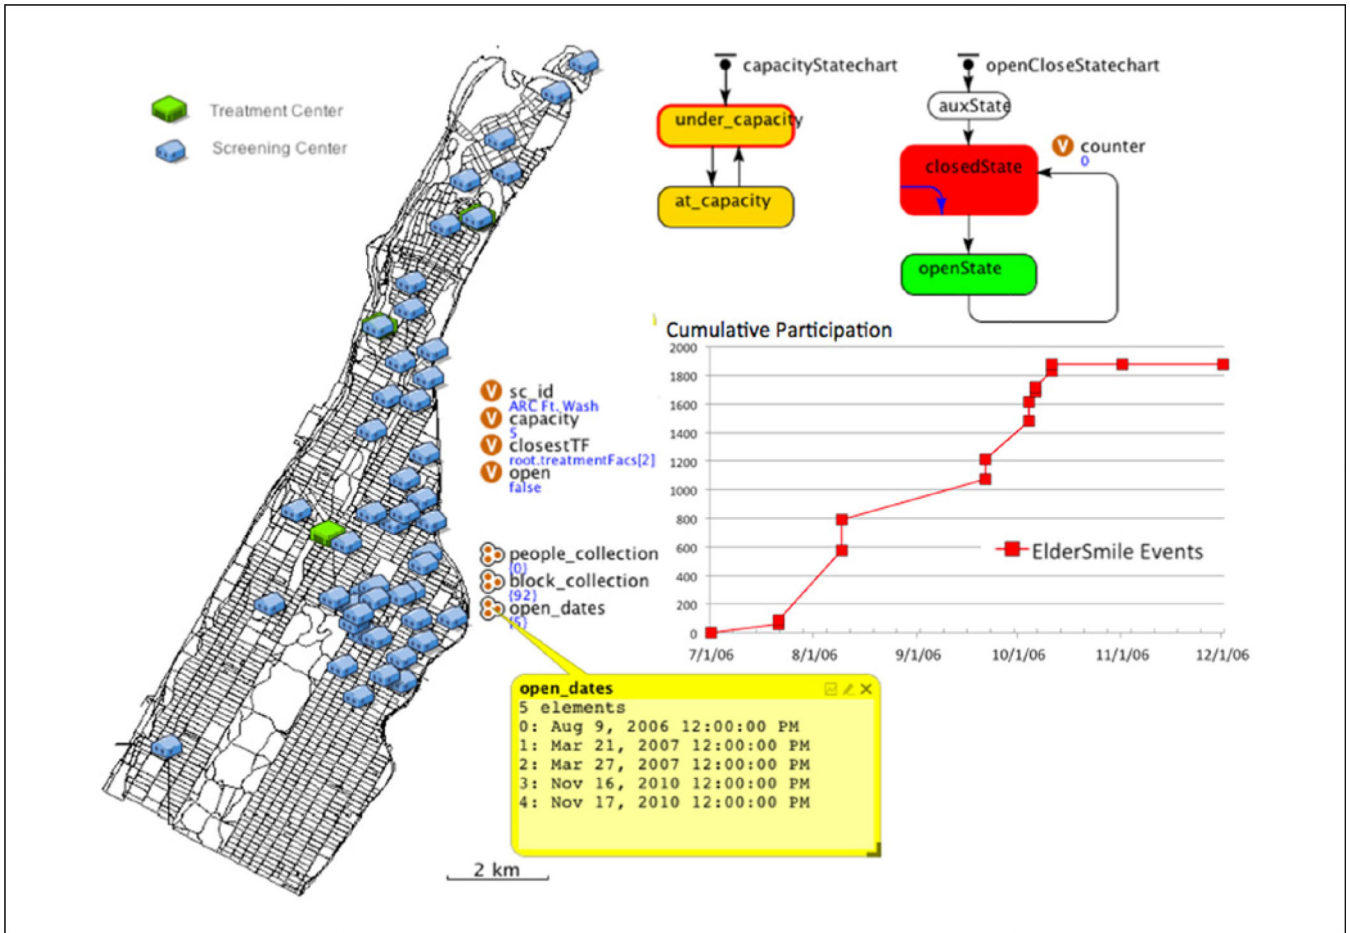 Treatment Center
Screening Center
capacityStatechart
under_capacity
at_capacity
openCloseStatechart
auxState
closedState
counter
0
openState
sc_id
ARC Ft. Wash
capacity
5
closestTF
root.treatmentFacs[2]
open
false
people_collection
{0}
block_collection
{92}
open_dates
{5}
Cumulative Participation
2000
1800
1600
1400
1200
1000
800
600
400
200
0
7/1/06 8/1/06 9/1/06 10/1/06 11/1/06 12/1/06
ElderSmile Events
open_dates
5 elements
0: Aug 9, 2006 12:00:00 PM
1: Mar 21, 2007 12:00:00 PM
2: Mar 27, 2007 12:00:00 PM
3: Nov 16, 2010 12:00:00 PM
4: Nov 17, 2010 12:00:00 PM
2 km